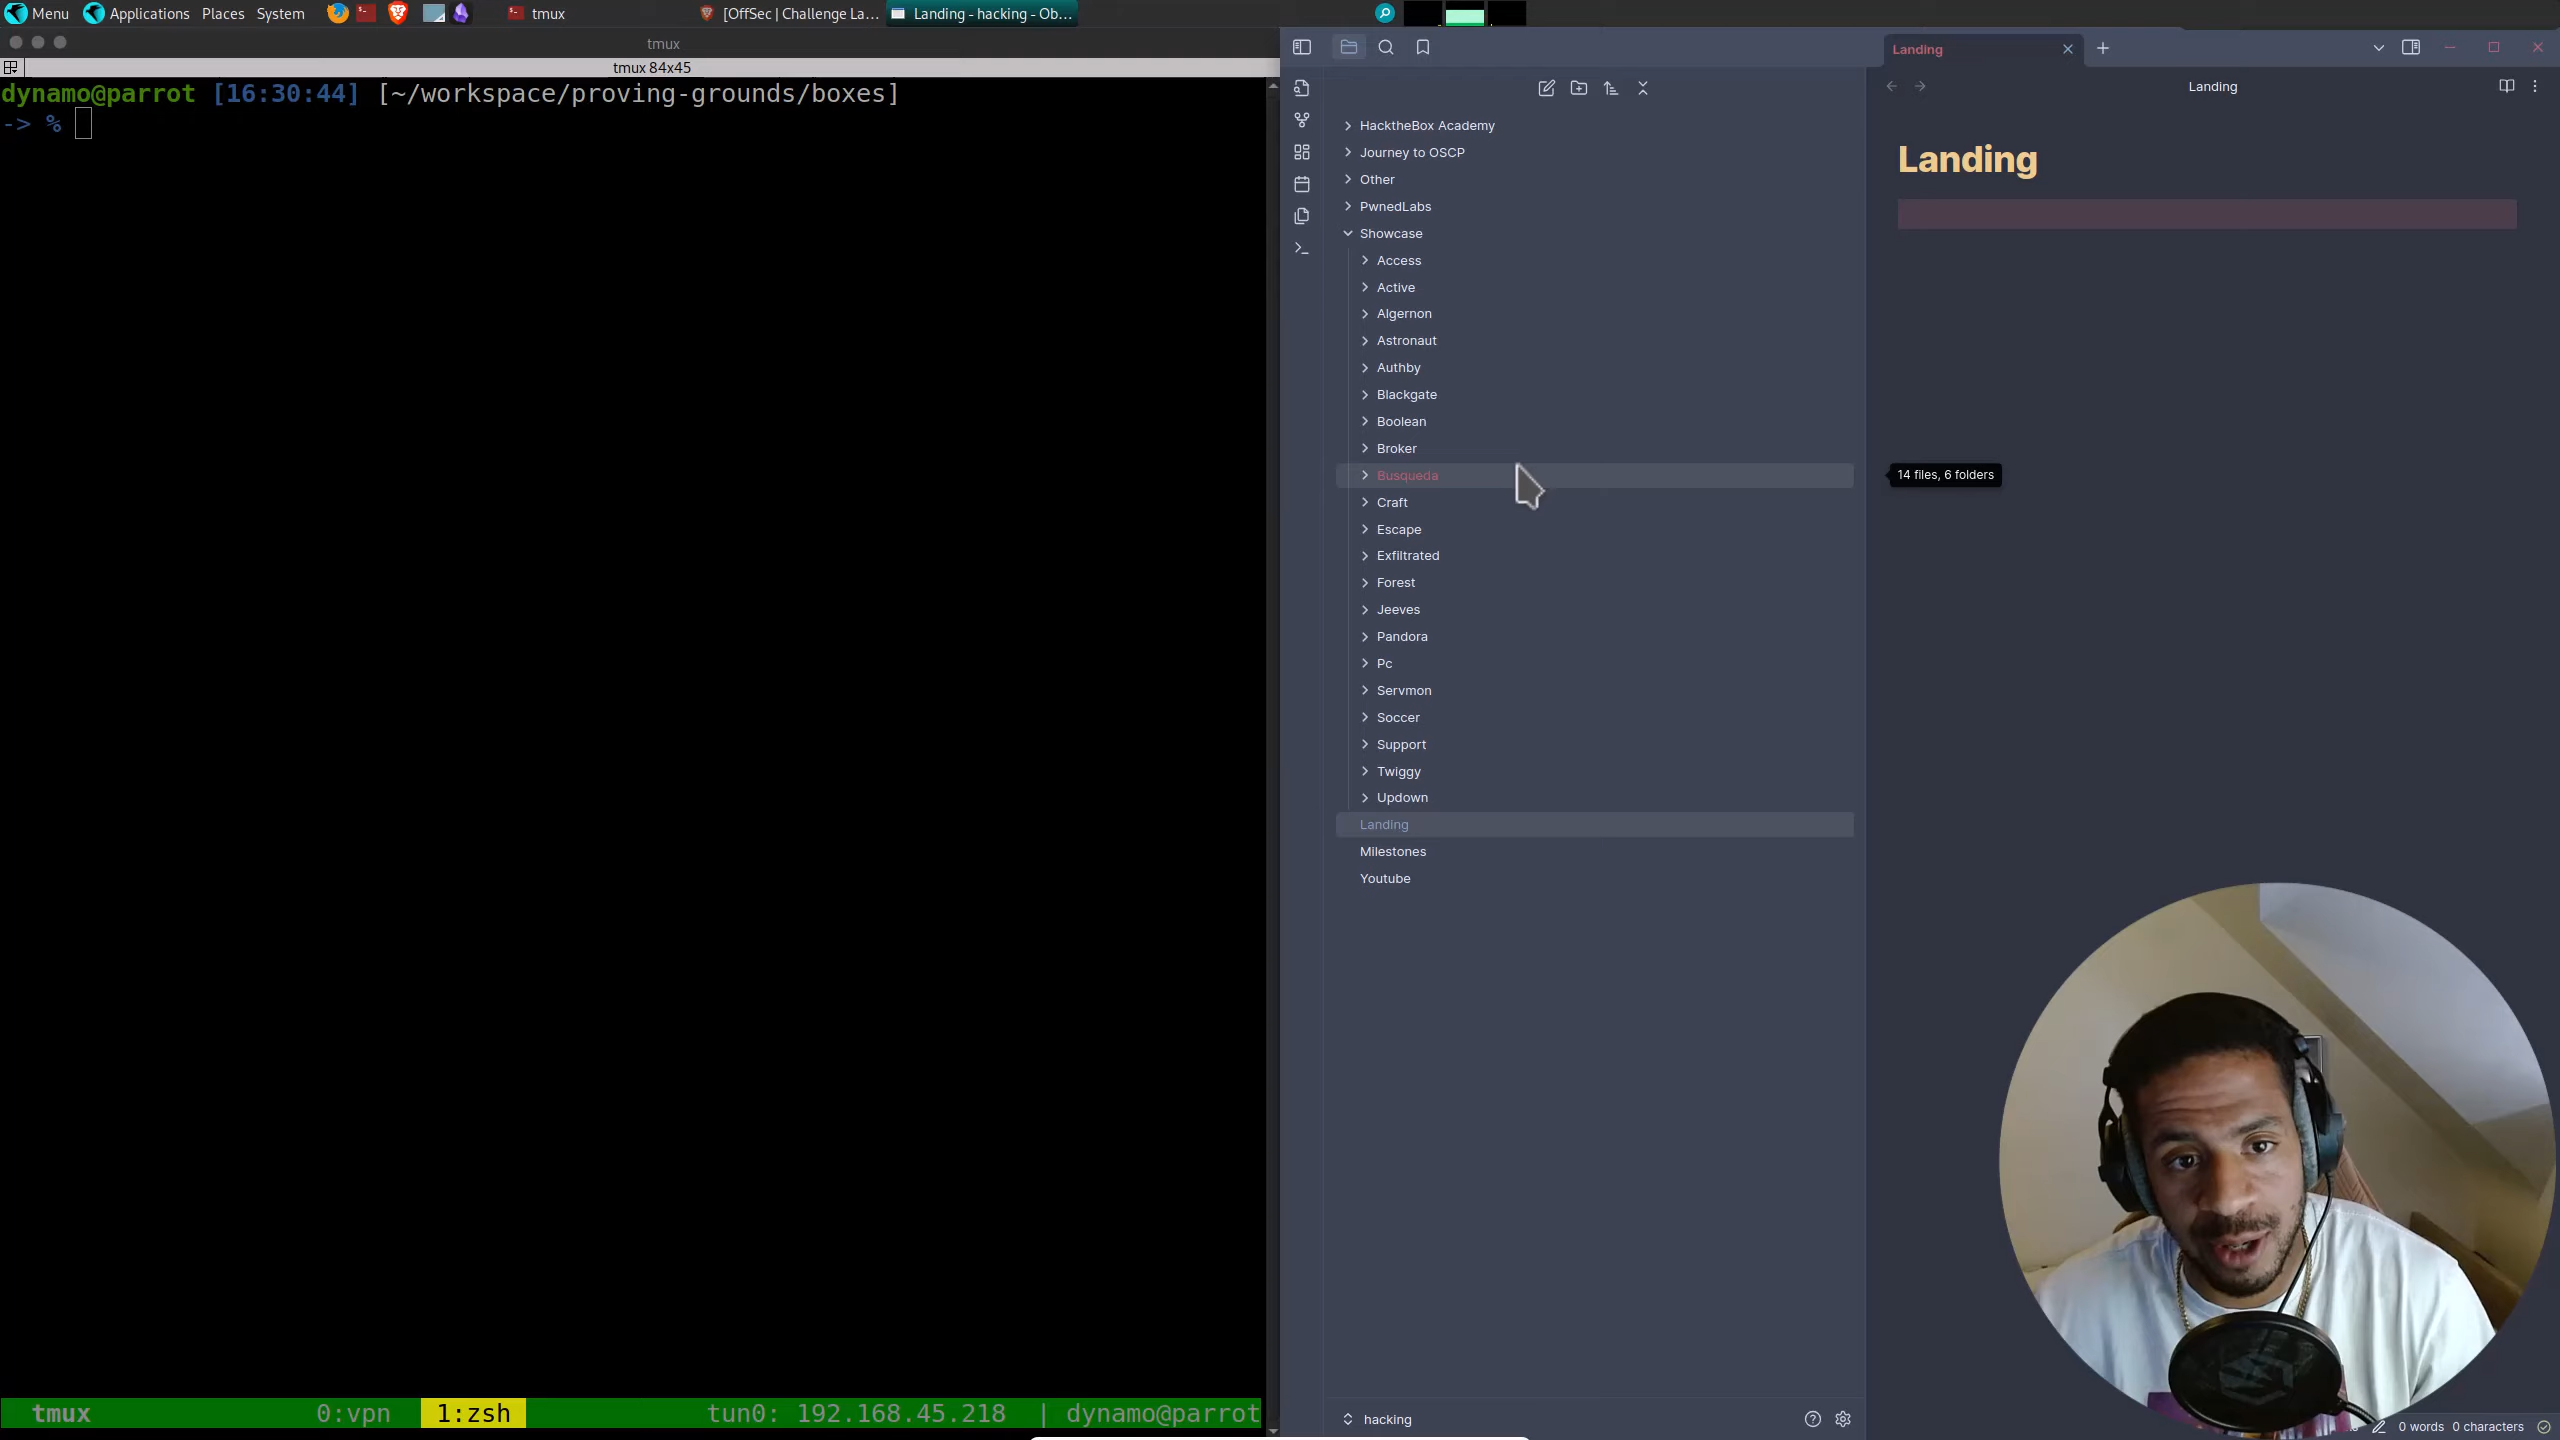 Menu Applications Places System tmux [OffSec | Challenge La... Landing - hacking - Ob...
tmux
tmux 84x45
dynamo@parrot [16:30:44] [~/workspace/proving-grounds/boxes]
-> %
tmux 0:vpn 1:zsh tun0: 192.168.45.218 | dynamo@parrot
HacktheBox Academy
Journey to OSCP
Other
PwnedLabs
Showcase
Access
Active
Algernon
Astronaut
Authby
Blackgate
Boolean
Broker
Busqueda
Craft
Escape
Exfiltrated
Forest
Jeeves
Pandora
Pc
Servmon
Soccer
Support
Twiggy
Updown
Landing
Milestones
Youtube
hacking
Landing
Landing
Landing
14 files, 6 folders
0 words 0 characters